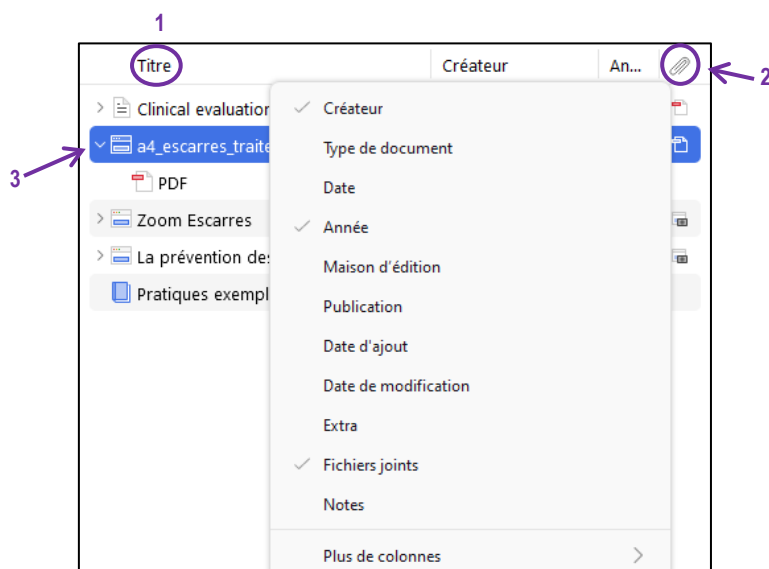 1
Titre Créateur An...
2
Clinical evaluation
Créateur
a4_escarres_traite
Type de document
3
PDF
Date
Zoom Escarres
Année
La prévention des
Maison d'édition
Pratiques exempl
Publication
Date d'ajout
Date de modification
Extra
Fichiers joints
Notes
Plus de colonnes